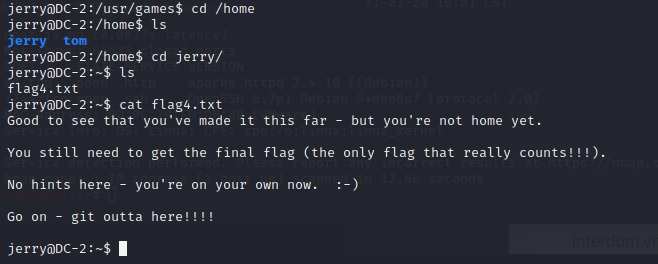 jerry@DC-2:/usr/games$ cd /home
jerry@DC-2:/home$ ls
jerry  tom
jerry@DC-2:/home$ cd jerry/
jerry@DC-2:~$ ls
flag4.txt
jerry@DC-2:~$ cat flag4.txt
Good to see that you've made it this far - but you're not home yet.
You still need to get the final flag (the only flag that really counts!!!).
No hints here - you're on your own now.  :-)
Go on - git outta here!!!!
jerry@DC-2:~$